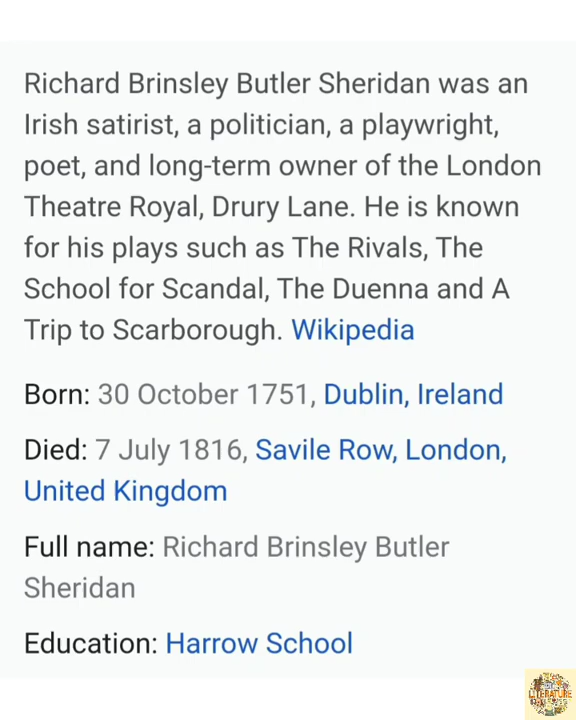 Richard Brinsley Butler Sheridan was an
Irish satirist, a politician, a playwright,
poet, and long-term owner of the London
Theatre Royal, Drury Lane. He is known
for his plays such as The Rivals, The
School for Scandal, The Duenna and A
Trip to Scarborough. Wikipedia
Born: 30 October 1751, Dublin, Ireland
Died: 7 July 1816, Savile Row, London,
United Kingdom
Full name: Richard Brinsley Butler
Sheridan
Education: Harrow School
LITERATURE